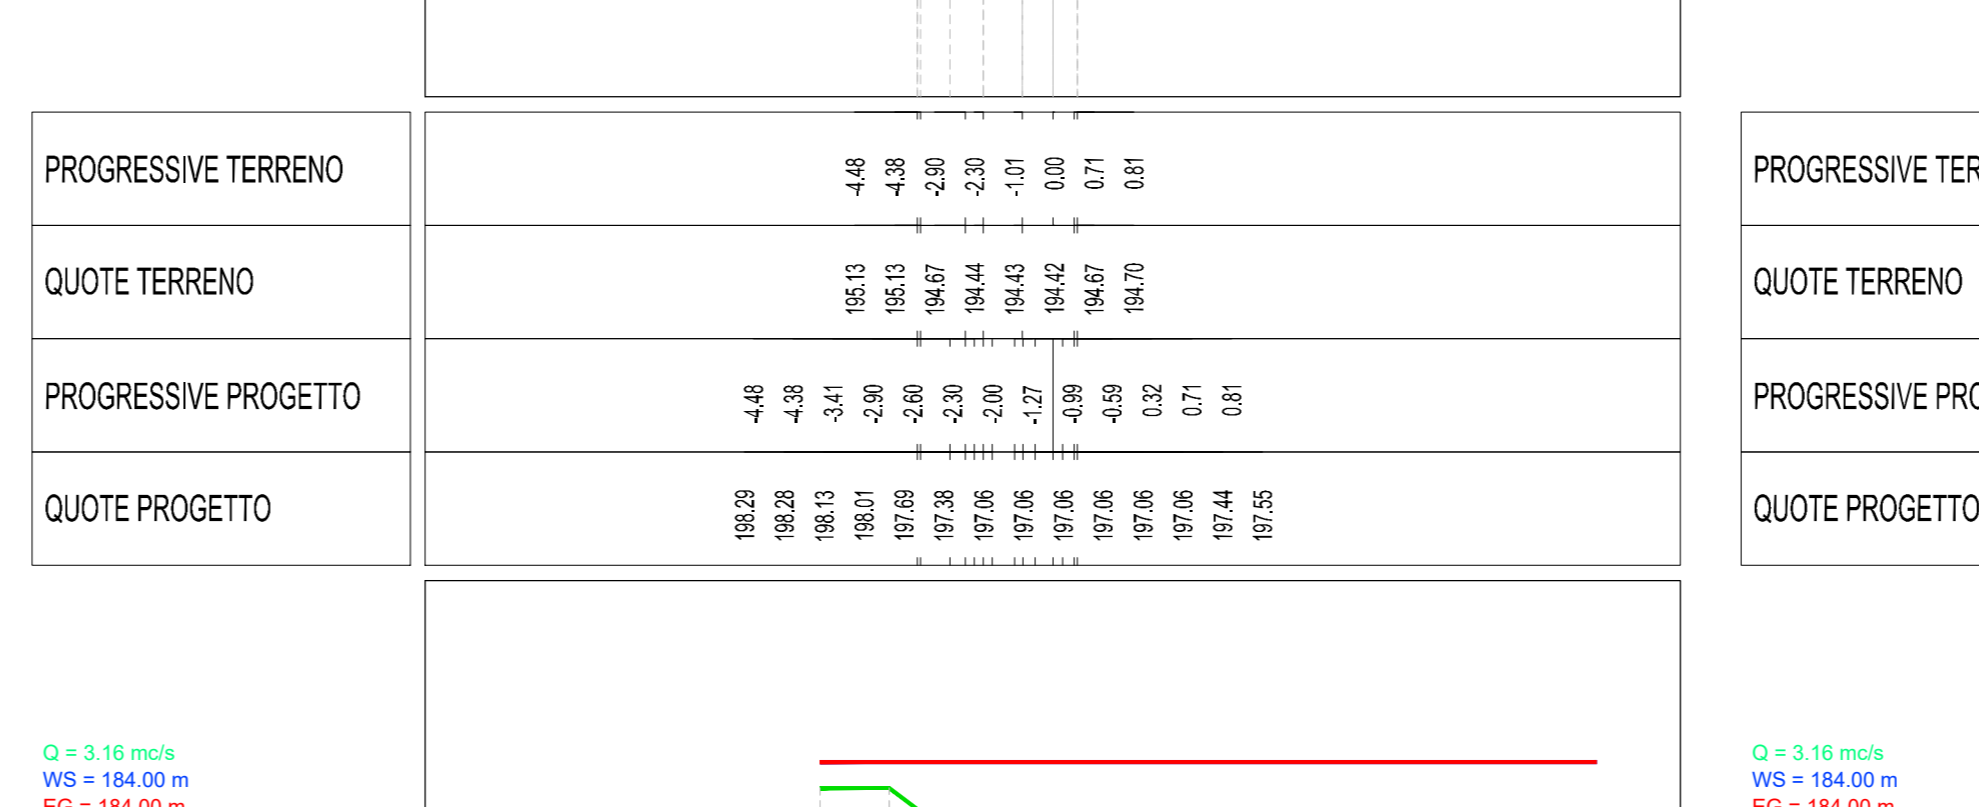 PROGRESSIVE TERRENO -4.48 -4.38 -2.90 -2.30 -1.01 0.00 0.71 0.81 PROGRESSIVE TER
QUOTE TERRENO 195.13 195.13 194.67 194.44 194.43 194.42 194.67 194.70 QUOTE TERRENO
PROGRESSIVE PROGETTO -4.48 -4.38 -3.41 -2.90 -2.60 -2.30 -2.00 -1.27 -0.99 -0.59 0.32 0.71 0.81 PROGRESSIVE PRO
QUOTE PROGETTO 198.29 198.28 198.13 198.01 197.69 197.38 197.06 197.06 197.06 197.06 197.06 197.06 197.44 197.55 QUOTE PROGETTO
Q = 3.16 mc/s Q = 3.16 mc/s
WS = 184.00 m WS = 184.00 m
EG = 184.00 m EG = 184.00 m